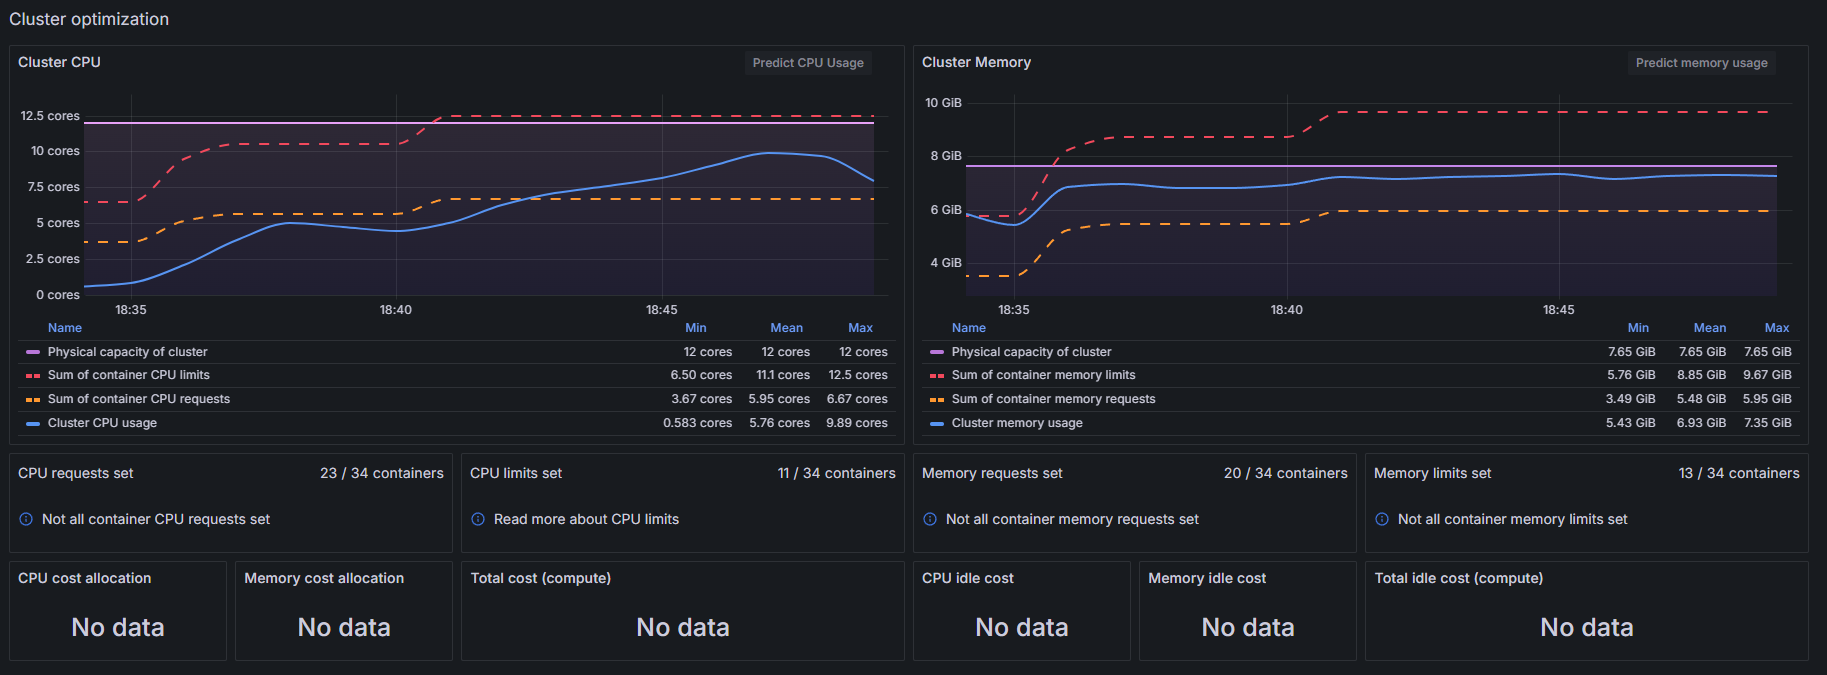 Cluster optimization
Cluster CPU
Predict CPU Usage
12.5 cores
10 cores
7.5 cores
5 cores
2.5 cores
0 cores
18:35 18:40 18:45
Name Min Mean Max
Physical capacity of cluster 12 cores 12 cores 12 cores
Sum of container CPU limits 6.50 cores 11.1 cores 12.5 cores
Sum of container CPU requests 3.67 cores 5.95 cores 6.67 cores
Cluster CPU usage 0.583 cores 5.76 cores 9.89 cores
Cluster Memory
Predict memory usage
10 GiB
8 GiB
6 GiB
4 GiB
18:35 18:40 18:45
Name Min Mean Max
Physical capacity of cluster 7.65 GiB 7.65 GiB 7.65 GiB
Sum of container memory limits 5.76 GiB 8.85 GiB 9.67 GiB
Sum of container memory requests 3.49 GiB 5.48 GiB 5.95 GiB
Cluster memory usage 5.43 GiB 6.93 GiB 7.35 GiB
CPU requests set 23 / 34 containers
Not all container CPU requests set
CPU limits set 11 / 34 containers
Read more about CPU limits
Memory requests set 20 / 34 containers
Not all container memory requests set
Memory limits set 13 / 34 containers
Not all container memory limits set
CPU cost allocation
No data
Memory cost allocation
No data
Total cost (compute)
No data
CPU idle cost
No data
Memory idle cost
No data
Total idle cost (compute)
No data